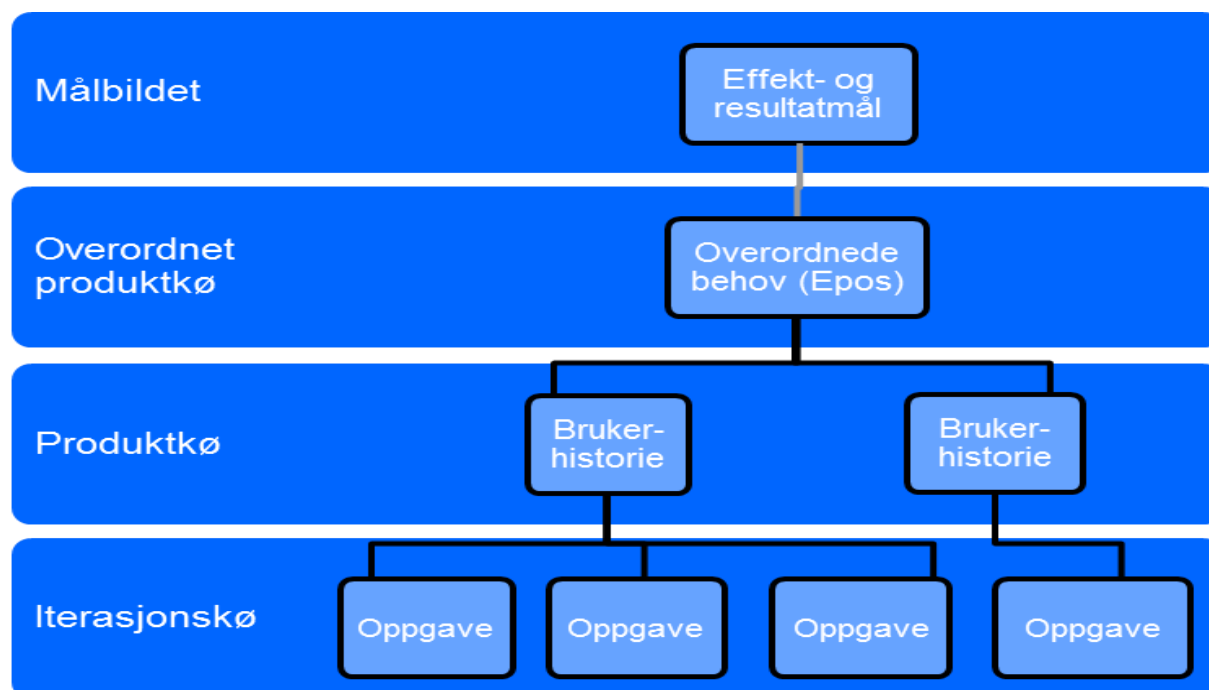 Målbildet
Effekt- og
resultatmål
Overordnet
produktkø
Overordnede
behov (Epos)
Produktkø
Bruker-
historie
Bruker-
historie
Iterasjonskø
Oppgave
Oppgave
Oppgave
Oppgave